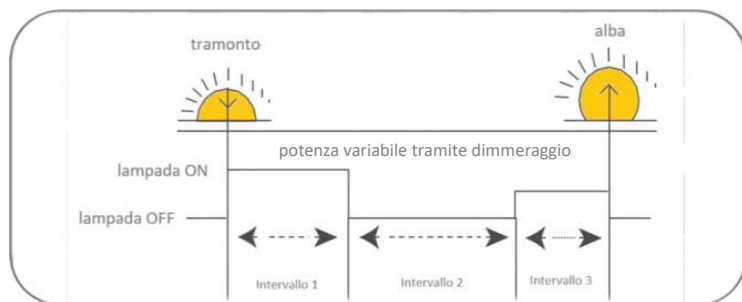 tramonto
alba
potenza variabile tramite dimmeraggio
lampada ON
lampada OFF
Intervallo 1
Intervallo 2
Intervallo 3